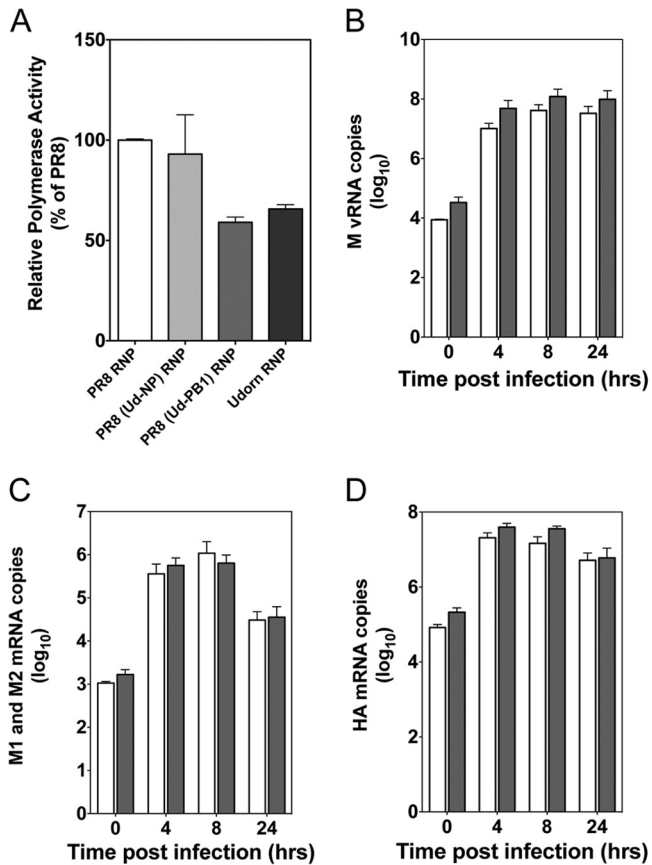 A
Relative Polymerase Activity
(% of PR8)
150
100
50
0
PR8 RNP
PR8 (Ud-NP) RNP
PR8 (Ud-PB1) RNP
Udorn RNP
B
M vRNA copies
(log10)
10
8
6
4
2
0
0 4 8 24
Time post infection (hrs)
C
M1 and M2 mRNA copies
(log10)
7
6
5
4
3
2
1
0
0 4 8 24
Time post infection (hrs)
D
HA mRNA copies
(log10)
8
6
4
2
0
0 4 8 24
Time post infection (hrs)